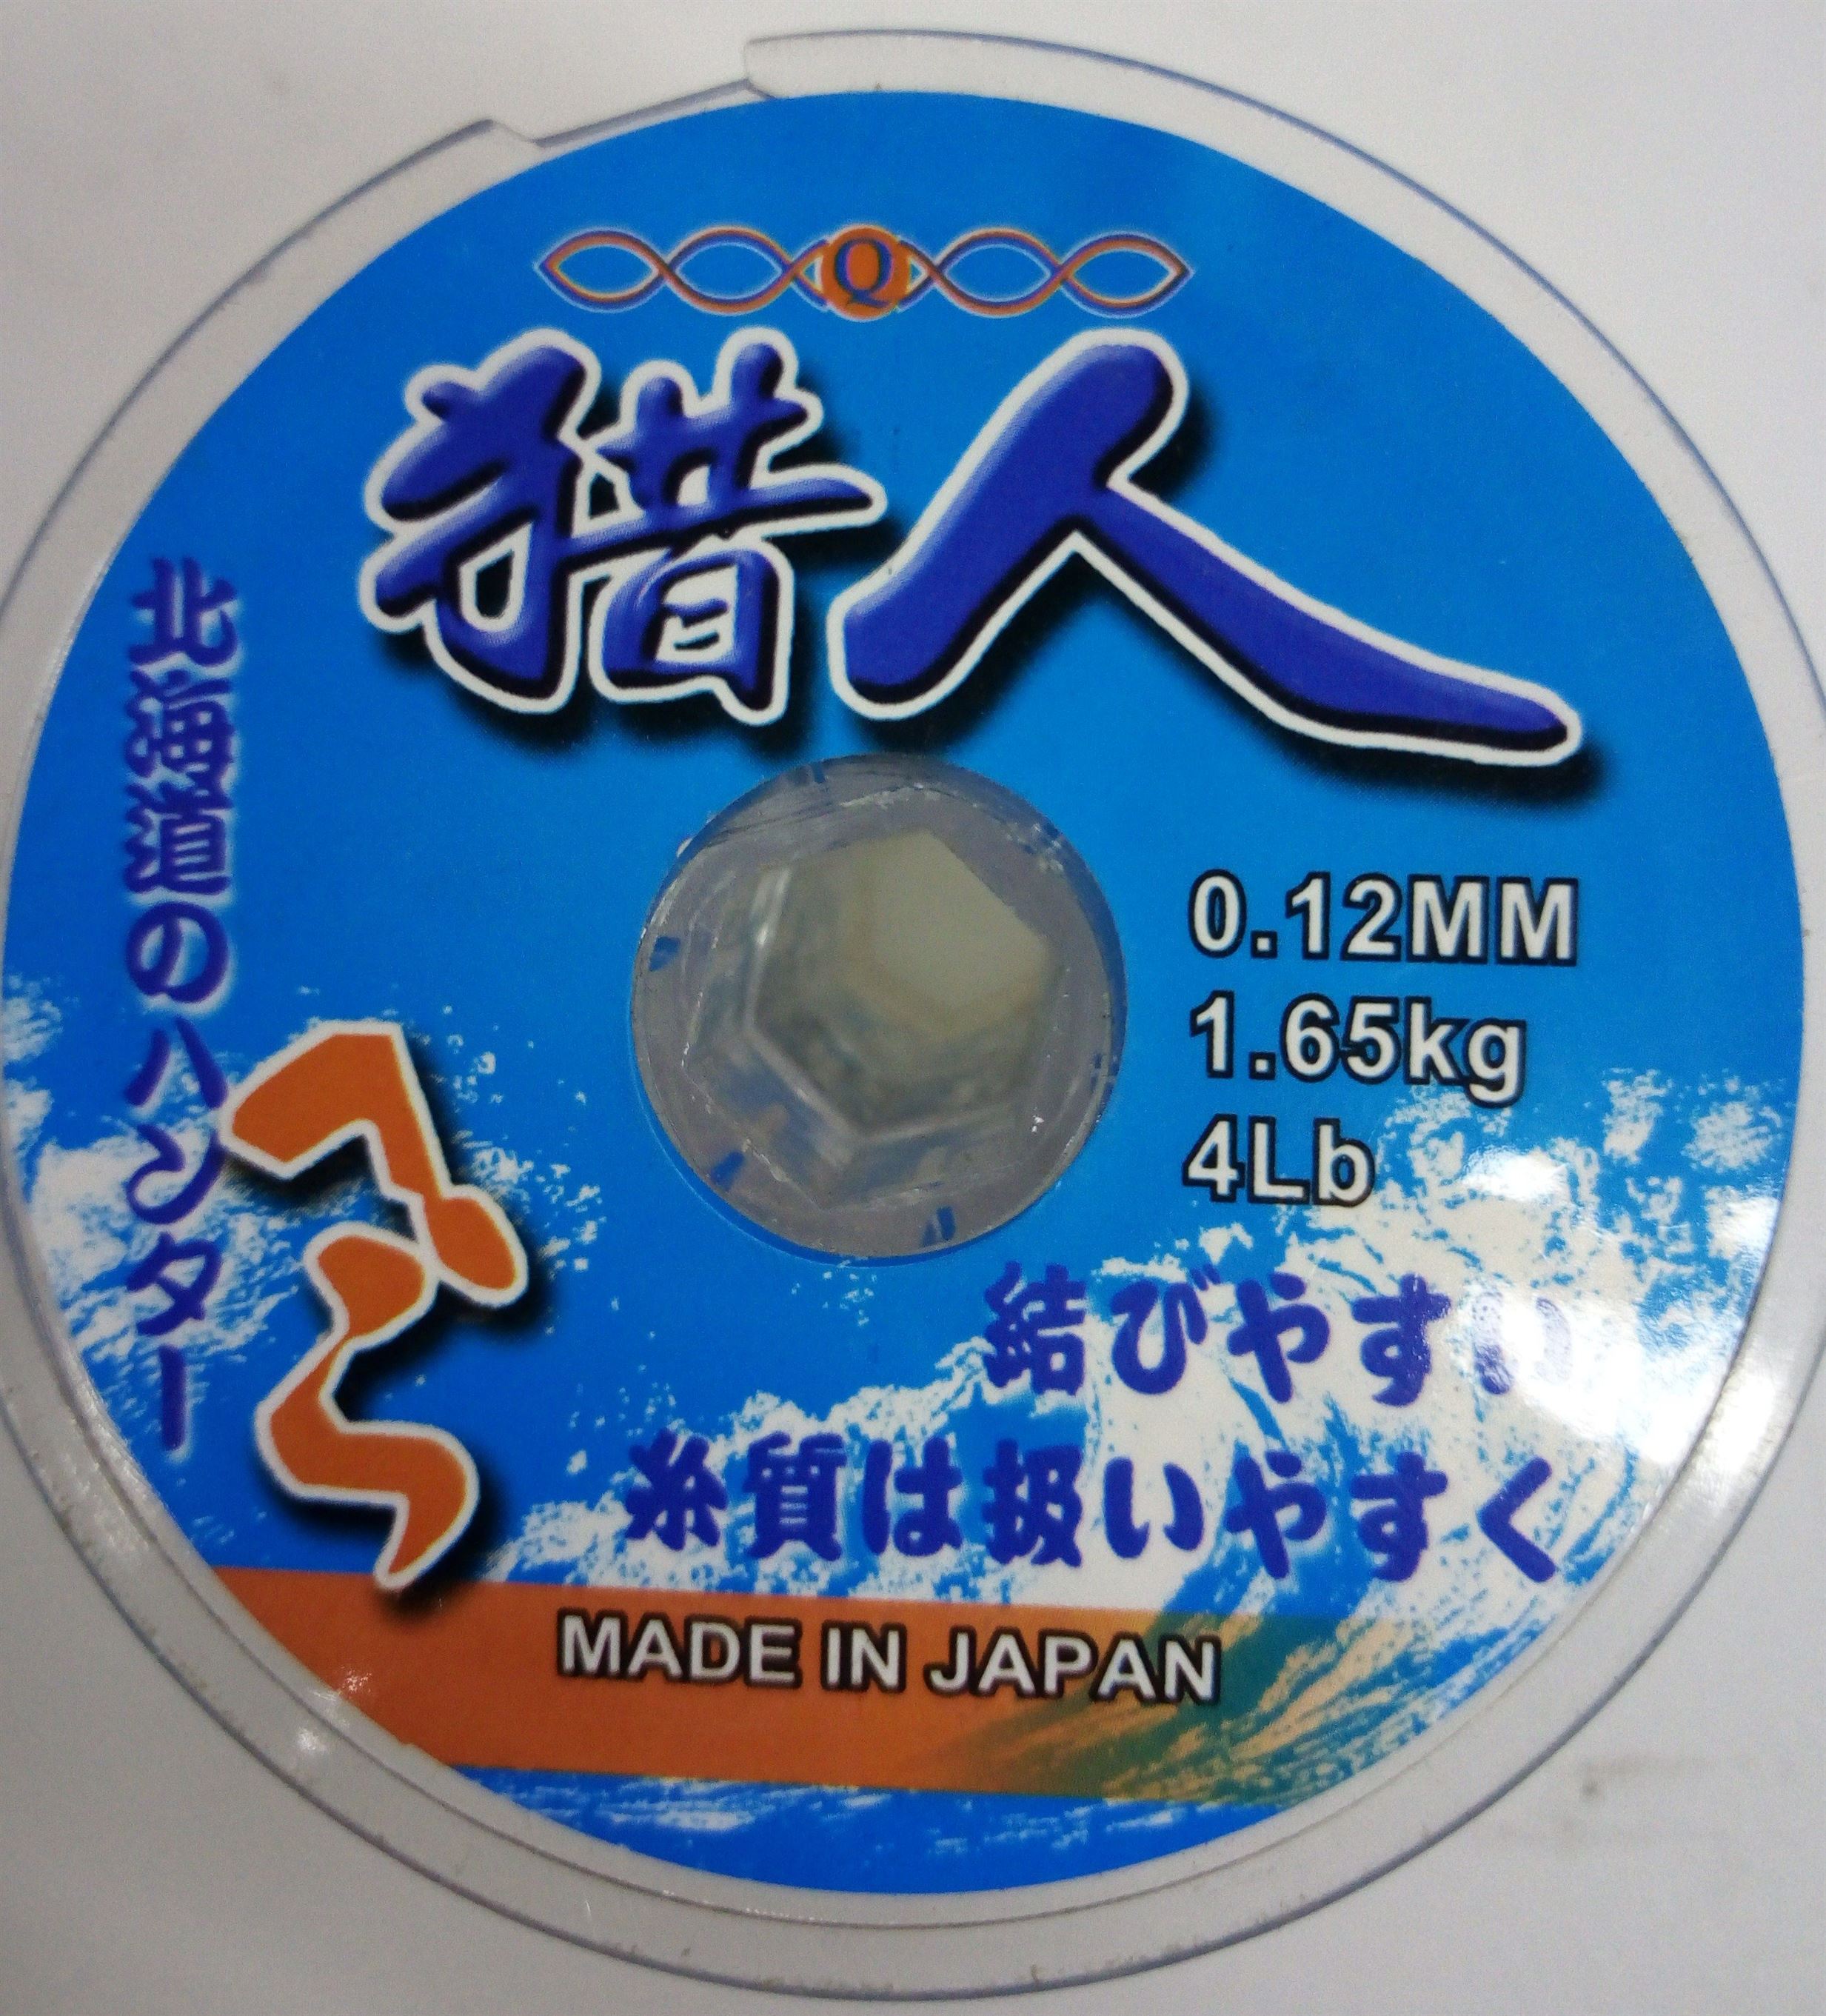 Q
猎人
北海道のハンター
0.12MM
1.65kg
4Lb
結びやすい
糸質は扱いやすく
MADE IN JAPAN